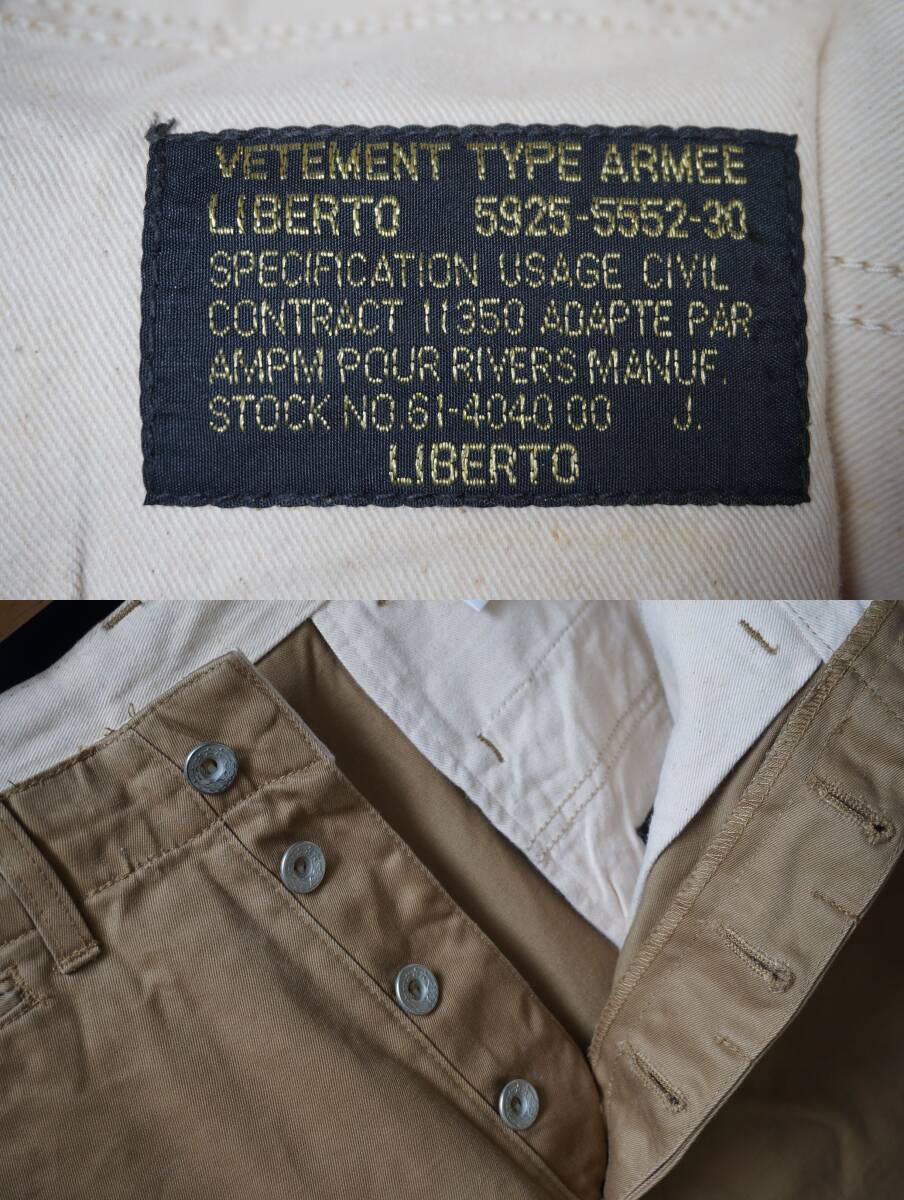 VETEMENT TYPE ARMEE
LIBERTO 5925-5552-30
SPECIFICATION USAGE CIVIL
CONTRACT 11350 ADAPTE PAR
AMPM POUR RIVERS MANUF.
STOCK NO.61-4040 00 J.
LIBERTO